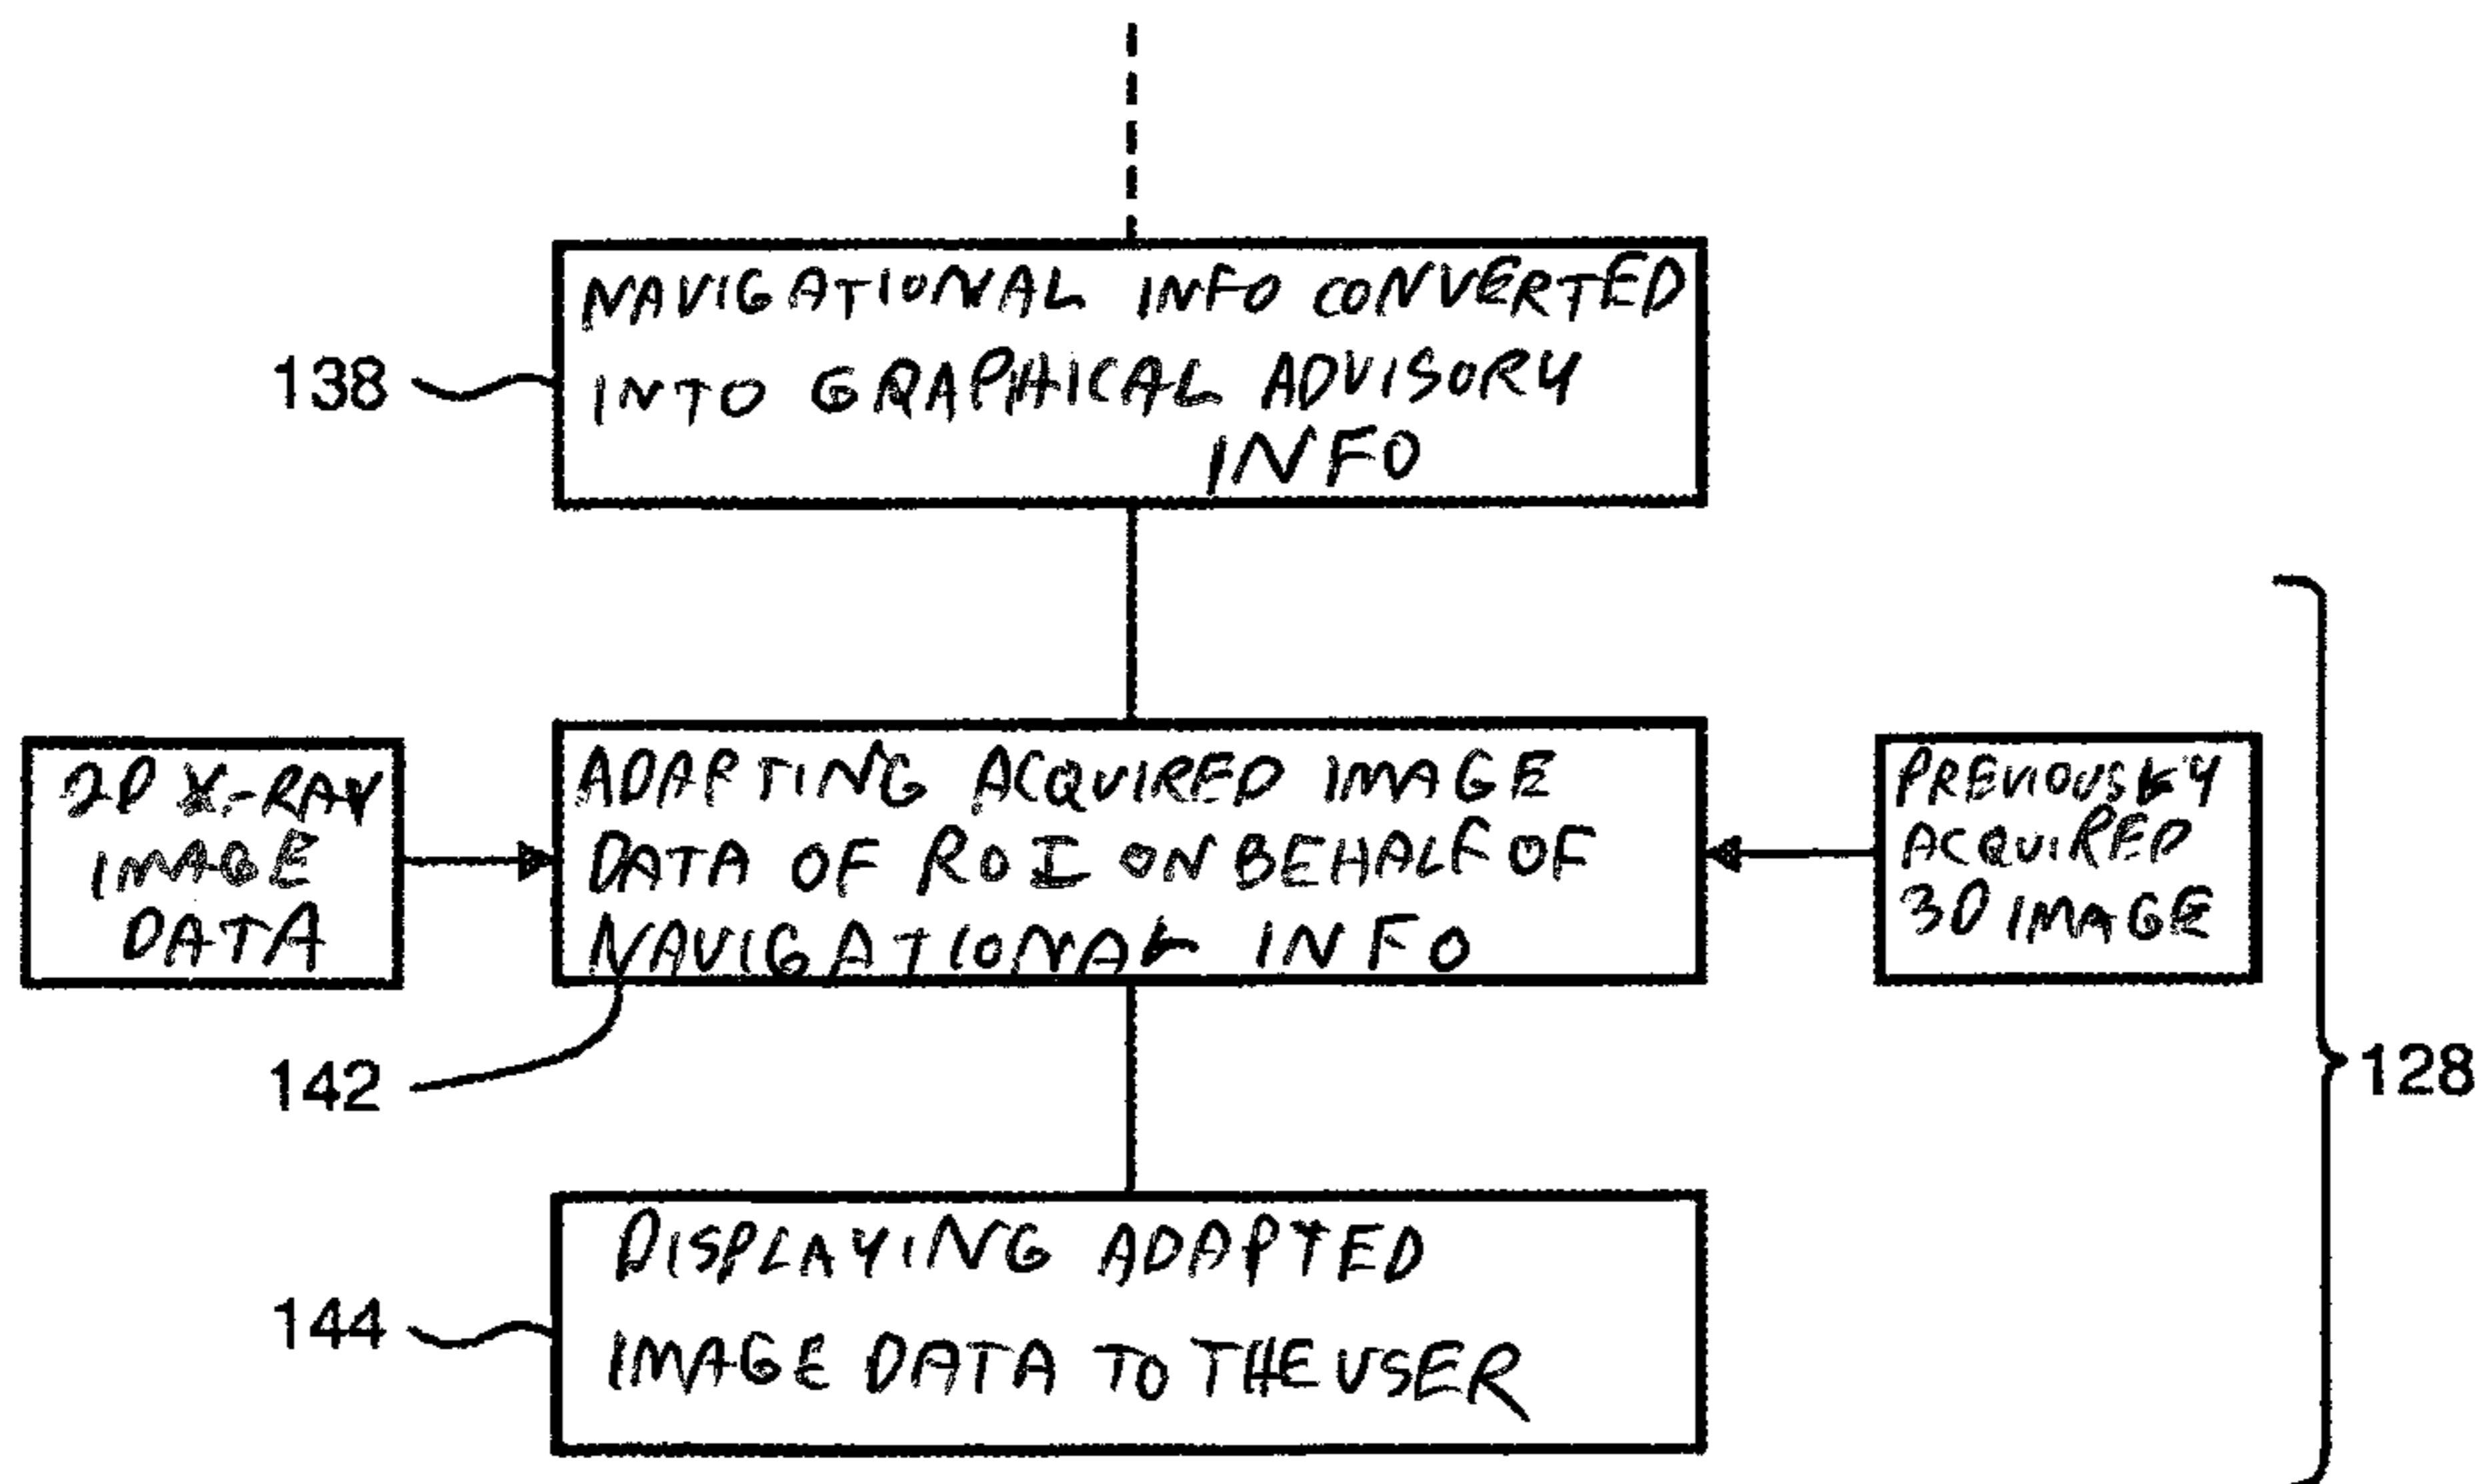 NAVIGATIONAL INFO CONVERTED
INTO GRAPHICAL ADVISORY
INFO
138
2D X-RAY
IMAGE
DATA
ADAPTING ACQUIRED IMAGE
DATA OF ROI ON BEHALF OF
NAVIGATIONAL INFO
PREVIOUSLY
ACQUIRED
3D IMAGE
142
128
DISPLAYING ADAPTED
IMAGE DATA TO THE USER
144